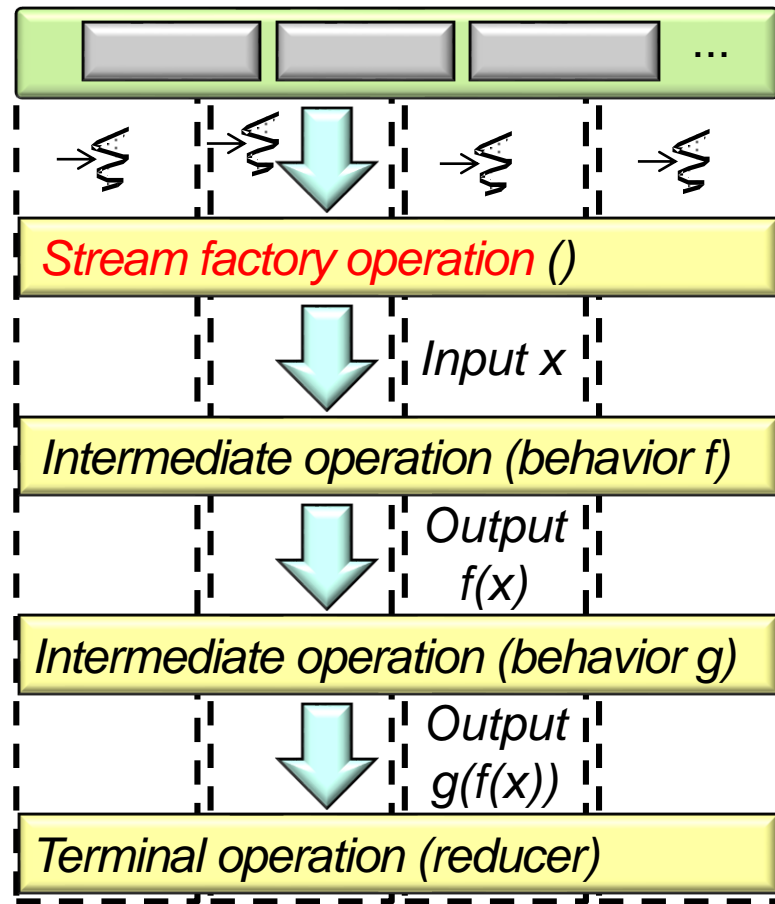 ...
Stream factory operation ()
Input x
Intermediate operation (behavior f)
Output
f(x)
Intermediate operation (behavior g)
Output
g(f(x))
Terminal operation (reducer)